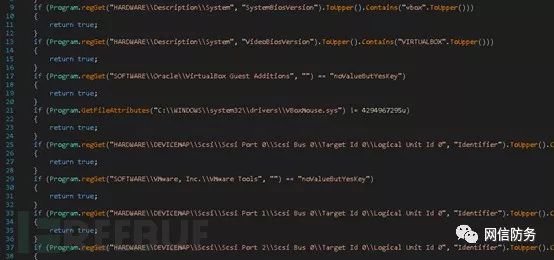 9 if (Program.regGet("HARDWARE\\Description\\System", "SystemBiosVersion").ToUpper().Contains("vbox".ToUpper()))
10 {
11 return true;
12 }
13 if (Program.regGet("HARDWARE\\Description\\System", "VideoBiosVersion").ToUpper().Contains("VIRTUALBOX".ToUpper()))
14 {
15 return true;
16 }
17 if (Program.regGet("SOFTWARE\\Oracle\\VirtualBox Guest Additions", "") == "noValueButYesKey")
18 {
19 return true;
20 }
21 if (Program.GetFileAttributes("C:\\WINDOWS\\system32\\drivers\\VBoxMouse.sys") != 4294967295u)
22 {
23 return true;
24 }
25 if (Program.regGet("HARDWARE\\DEVICEMAP\\Scsi\\Scsi Port 0\\Scsi Bus 0\\Target Id 0\\Logical Unit Id 0", "Identifier").ToUpper().C
26 {
27 return true;
28 }
29 if (Program.regGet("SOFTWARE\\VMware, Inc.\\VMware Tools", "") == "noValueButYesKey")
30 {
31 return true;
32 }
33 if (Program.regGet("HARDWARE\\DEVICEMAP\\Scsi\\Scsi Port 1\\Scsi Bus 0\\Target Id 0\\Logical Unit Id 0", "Identifier").ToUpper().C
34 {
35 return true;
36 }
37 if (Program.regGet("HARDWARE\\DEVICEMAP\\Scsi\\Scsi Port 2\\Scsi Bus 0\\Target Id 0\\Logical Unit Id 0", "Identifier").ToUpper().C
网信防务